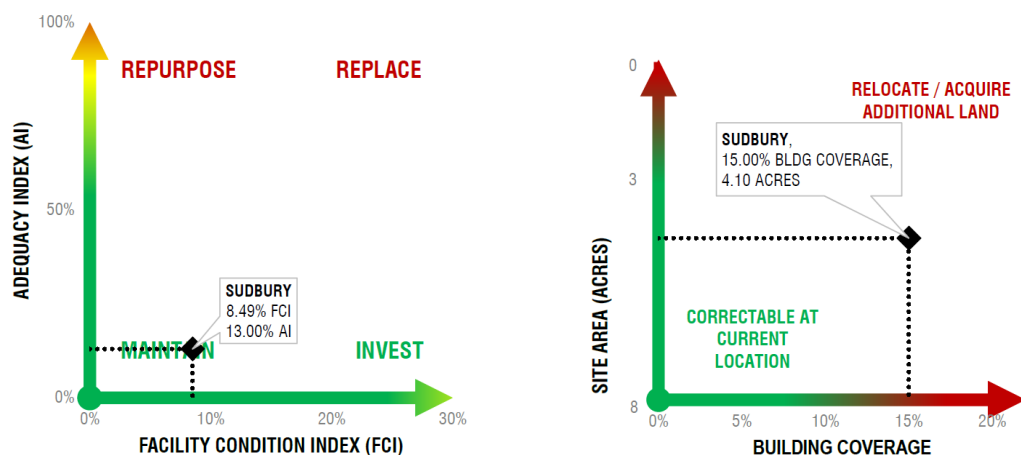 100%
REPURPOSE
REPLACE
ADEQUACY INDEX (AI)
50%
SUDBURY
8.49% FCI
13.00% AI
MAINTAIN
INVEST
0%
0%
10%
20%
30%
FACILITY CONDITION INDEX (FCI)
0
RELOCATE / ACQUIRE
ADDITIONAL LAND
SUDBURY,
15.00% BLDG COVERAGE,
4.10 ACRES
3
SITE AREA (ACRES)
CORRECTABLE AT
CURRENT
LOCATION
8
0%
5%
10%
15%
20%
BUILDING COVERAGE